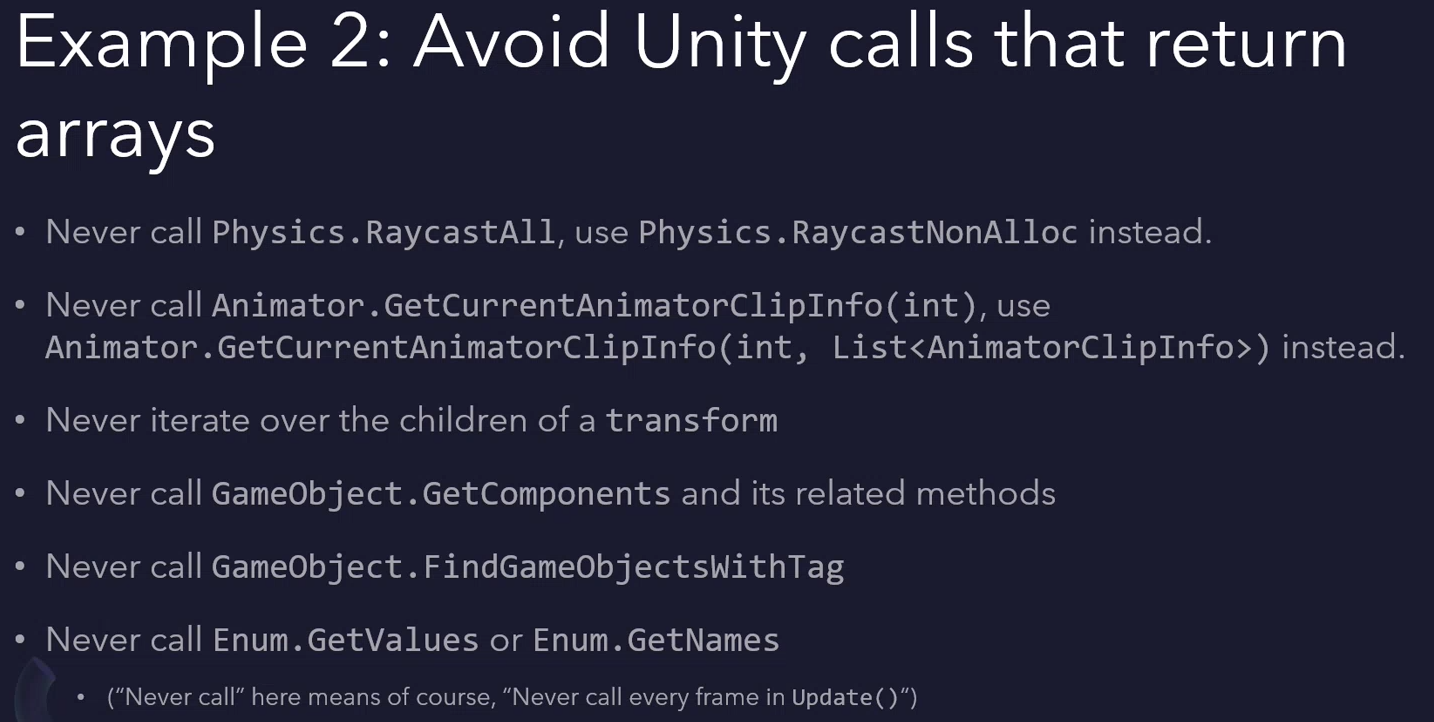 Example 2: Avoid Unity calls that return
arrays
• Never call Physics.RaycastAll, use Physics.RaycastNonAlloc instead.
• Never call Animator.GetCurrentAnimatorClipInfo(int), use
Animator.GetCurrentAnimatorClipInfo(int, List<AnimatorClipInfo>) instead.
• Never iterate over the children of a transform
• Never call GameObject.GetComponents and its related methods
• Never call GameObject.FindGameObjectsWithTag
• Never call Enum.GetValues or Enum.GetNames
• (“Never call” here means of course, “Never call every frame in Update()“)